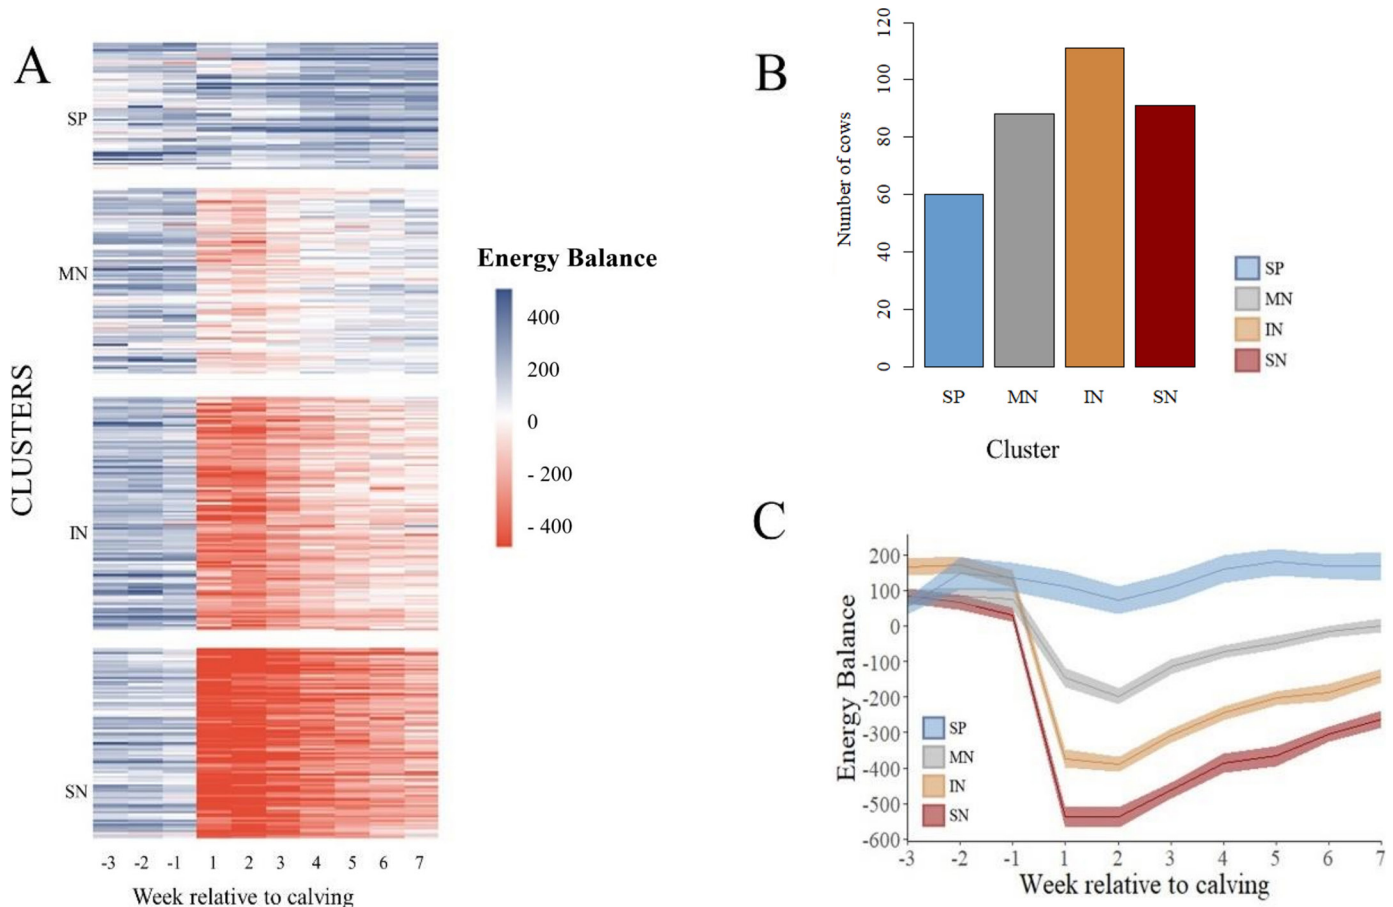 A
CLUSTERS
SP
MN
IN
SN
-3 -2 -1 1 2 3 4 5 6 7
Week relative to calving
Energy Balance
400
200
0
- 200
- 400
B
Number of cows
120
100
80
60
40
20
0
SP MN IN SN
Cluster
SP
MN
IN
SN
C
Energy Balance
200
100
0
-100
-200
-300
-400
-500
-600
SP
MN
IN
SN
-3 -2 -1 1 2 3 4 5 6 7
Week relative to calving